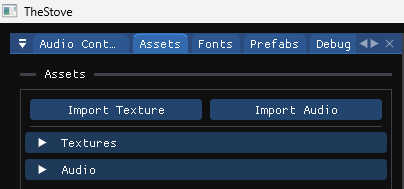 TheStove
Audio Cont... Assets Fonts Prefabs Debug
Assets
Import Texture Import Audio
Textures
Audio